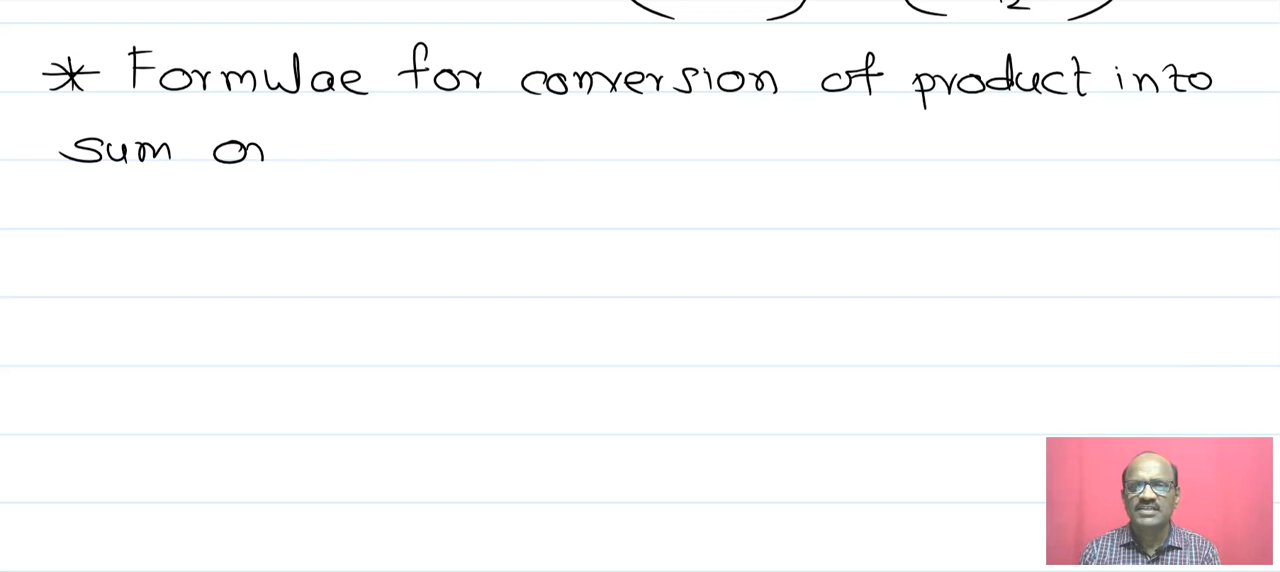 * Formulae for conversion of product into
sum or